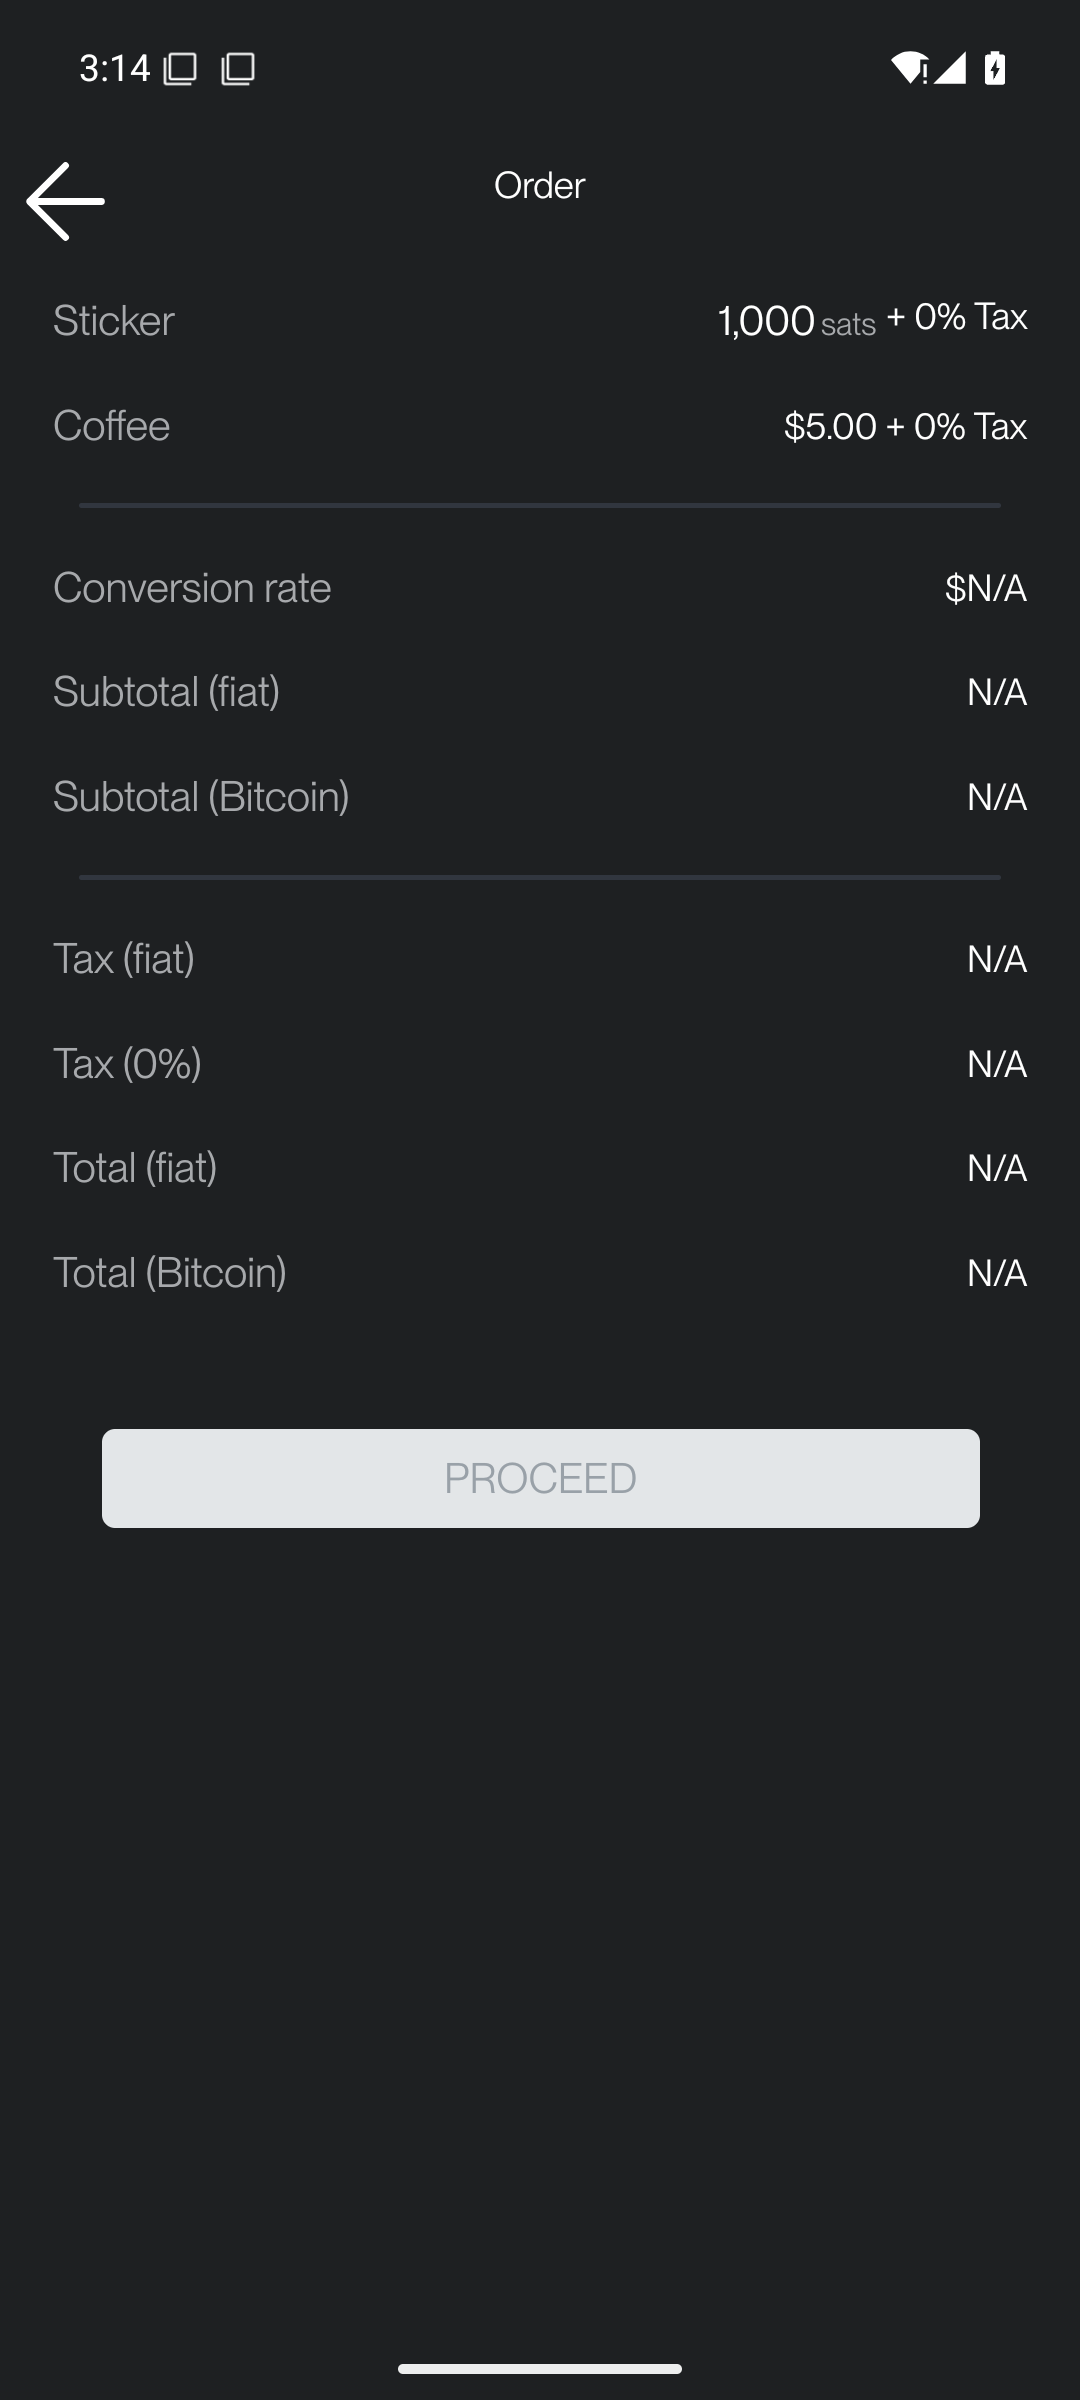 3:14
Order
Sticker 1,000 sats + 0% Tax
Coffee $5.00 + 0% Tax
Conversion rate $N/A
Subtotal (fiat) N/A
Subtotal (Bitcoin) N/A
Tax (fiat) N/A
Tax (0%) N/A
Total (fiat) N/A
Total (Bitcoin) N/A
PROCEED